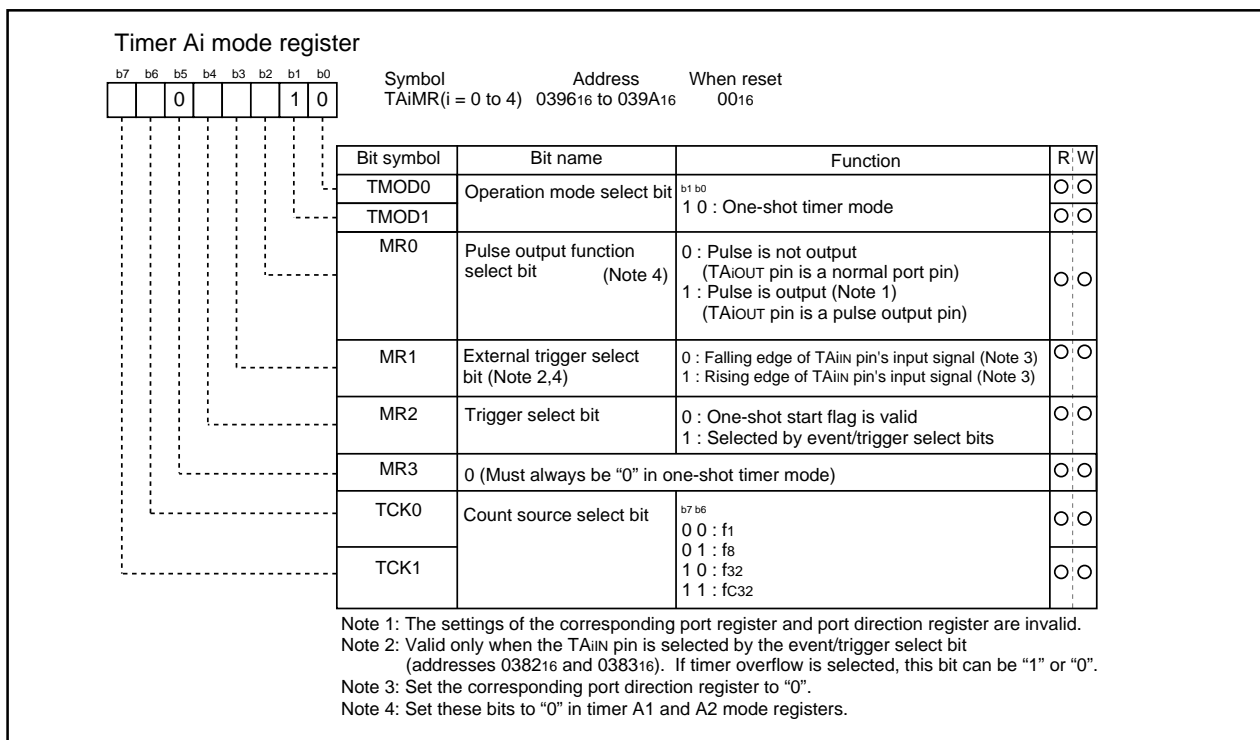 Timer Ai mode register
b7 b6 b5 b4 b3 b2 b1 b0
0 1 0
Symbol Address When reset
TAiMR(i = 0 to 4) 039616 to 039A16 0016
Bit symbol Bit name Function R W
TMOD0 Operation mode select bit b1 b0
1 0 : One-shot timer mode
TMOD1
MR0 Pulse output function 0 : Pulse is not output
select bit (Note 4) (TAiOUT pin is a normal port pin)
1 : Pulse is output (Note 1)
(TAiOUT pin is a pulse output pin)
MR1 External trigger select 0 : Falling edge of TAiIN pin's input signal (Note 3)
bit (Note 2,4) 1 : Rising edge of TAiIN pin's input signal (Note 3)
MR2 Trigger select bit 0 : One-shot start flag is valid
1 : Selected by event/trigger select bits
MR3 0 (Must always be “0” in one-shot timer mode)
TCK0 Count source select bit b7 b6
0 0 : f1
0 1 : f8
TCK1 1 0 : f32
1 1 : fC32
Note 1: The settings of the corresponding port register and port direction register are invalid.
Note 2: Valid only when the TAiIN pin is selected by the event/trigger select bit
(addresses 038216 and 038316). If timer overflow is selected, this bit can be “1” or “0”.
Note 3: Set the corresponding port direction register to “0”.
Note 4: Set these bits to “0” in timer A1 and A2 mode registers.